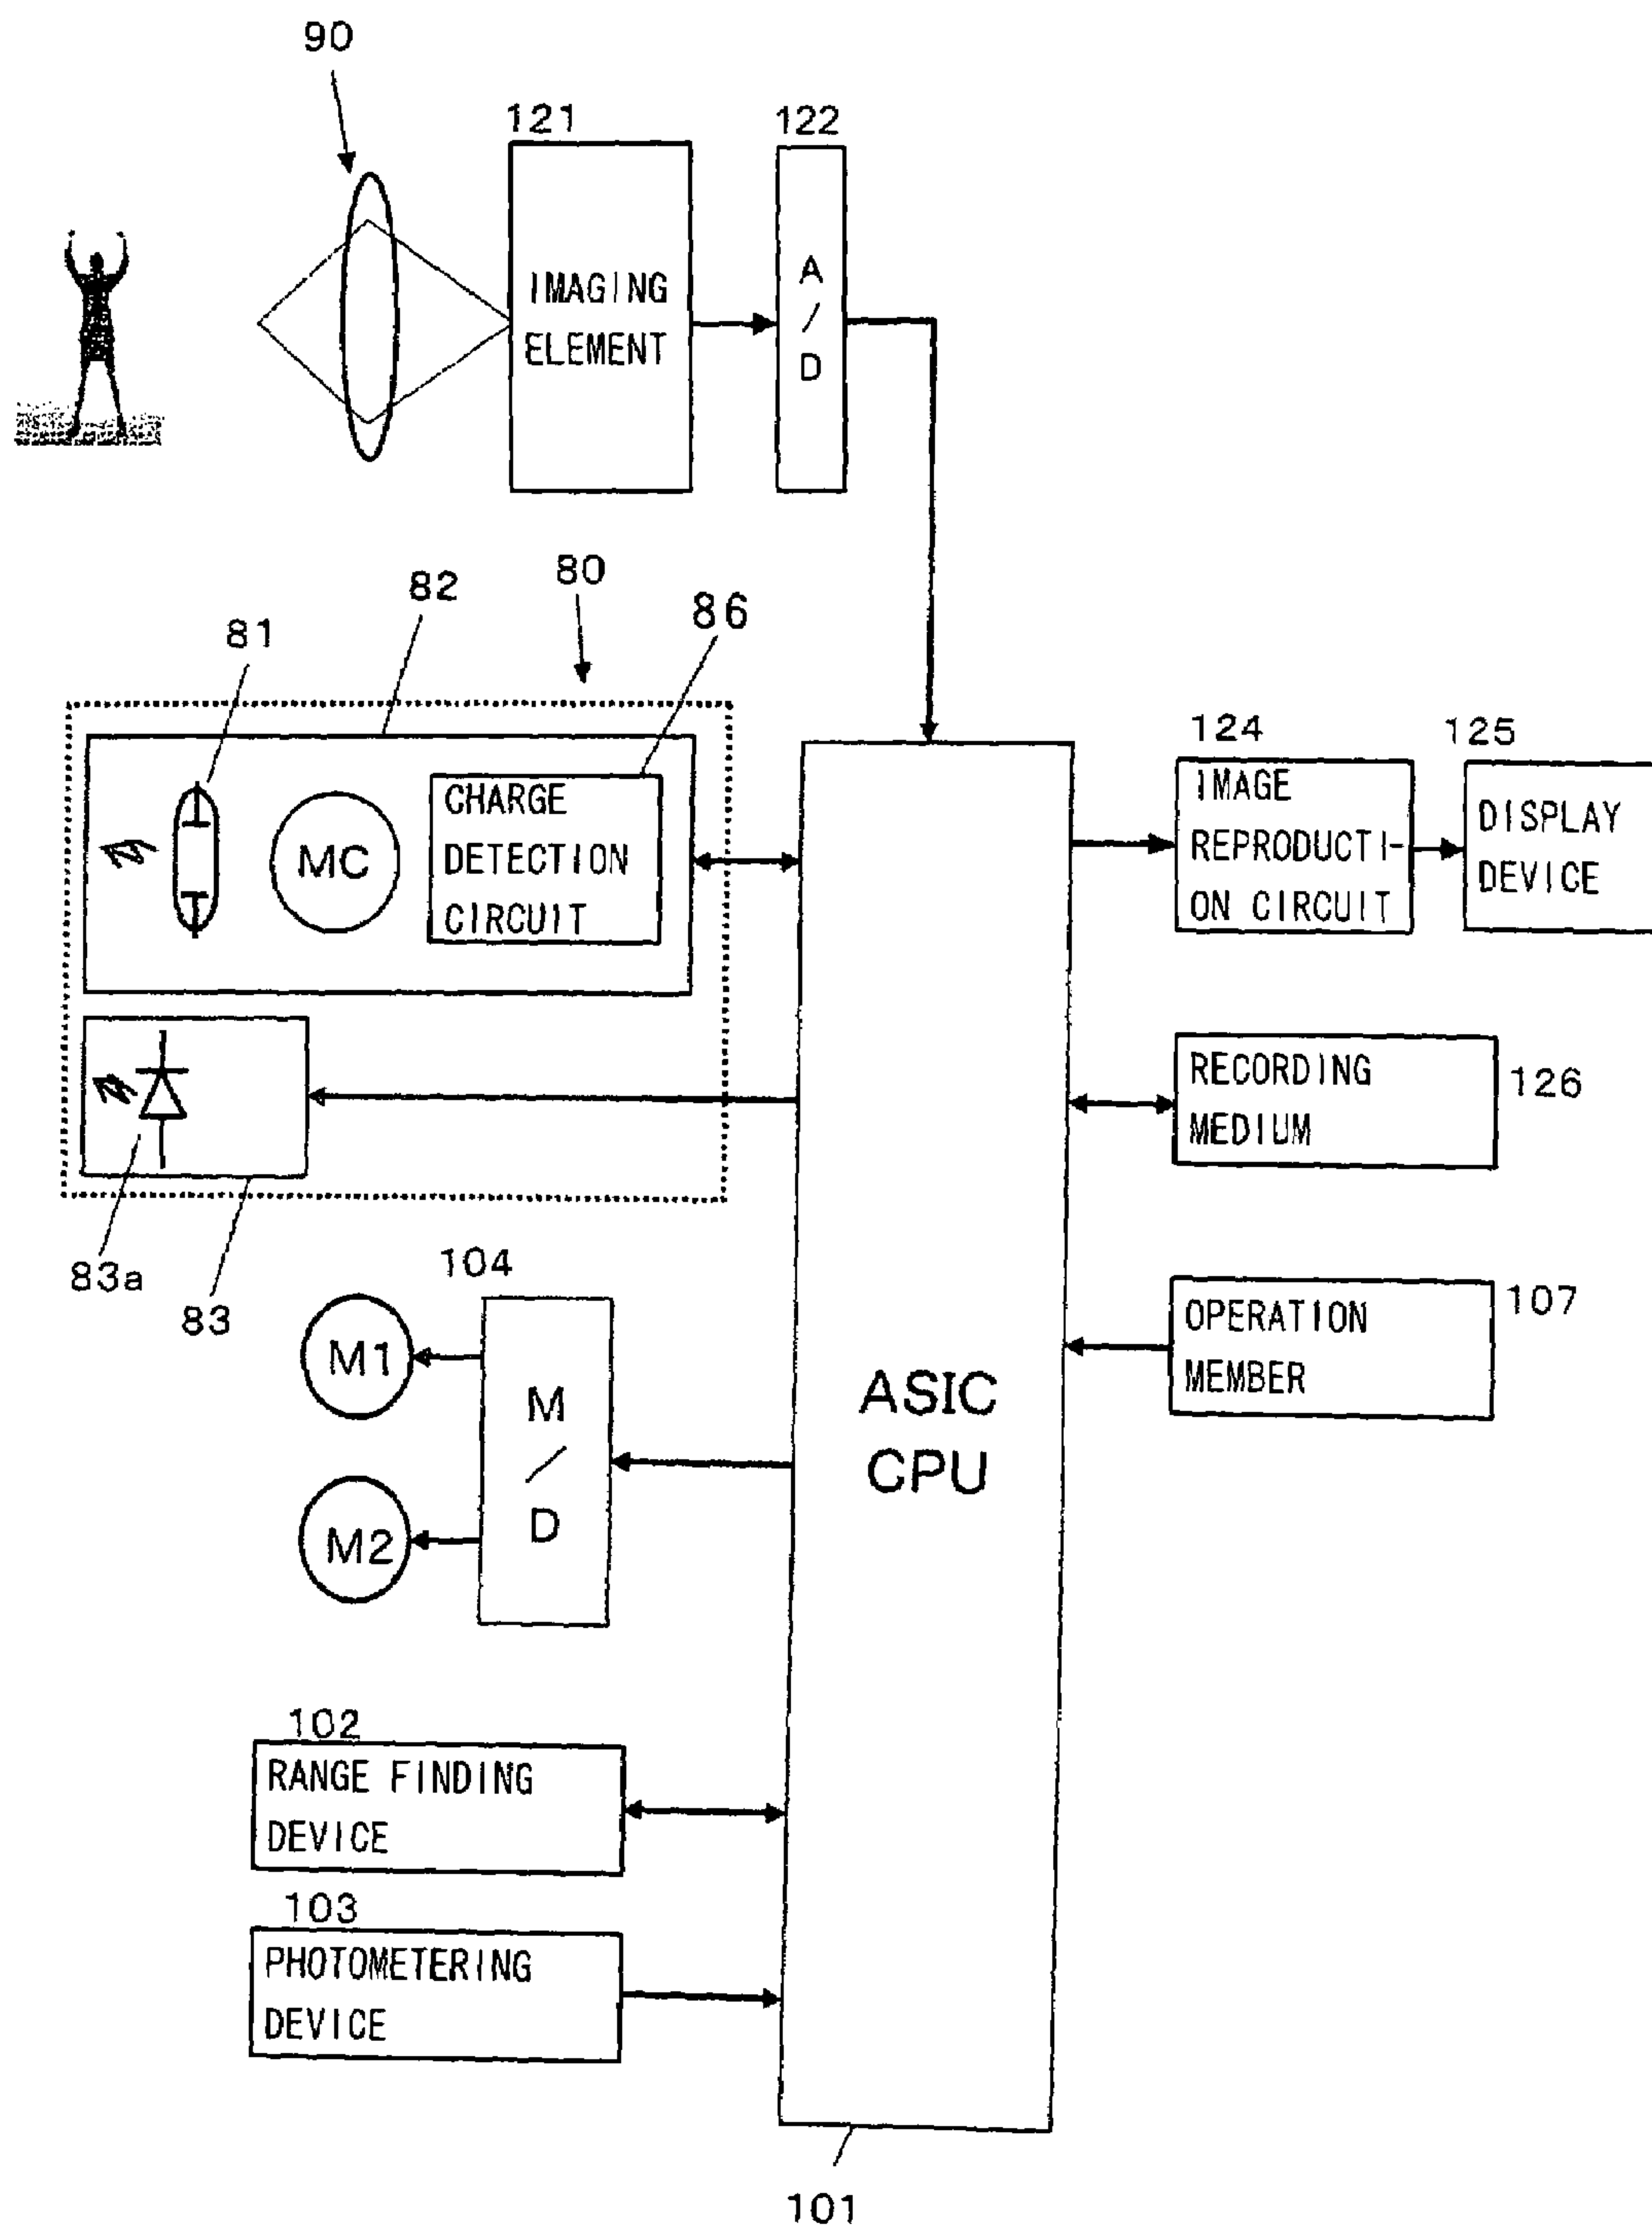 90
121
122
IMAGING
ELEMENT
A
/
D
80
82
86
81
CHARGE
DETECTION
CIRCUIT
MC
124
125
IMAGE
REPRODUCTI-
ON CIRCUIT
DISPLAY
DEVICE
RECORDING
MEDIUM
126
83a
83
104
M1
M2
M
/
D
OPERATION
MEMBER
107
ASIC
CPU
102
RANGE FINDING
DEVICE
103
PHOTOMETERING
DEVICE
101